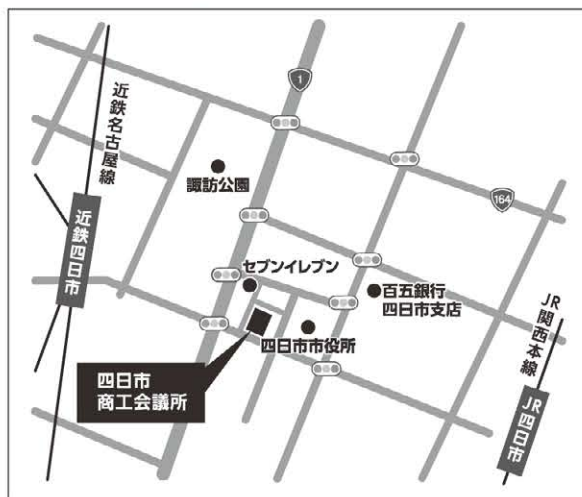 1
近鉄名古屋線
諏訪公園
164
近鉄四日市
セブンイレブン
百五銀行
四日市支店
JR関西本線
四日市市役所
四日市
商工会議所
JR四日市